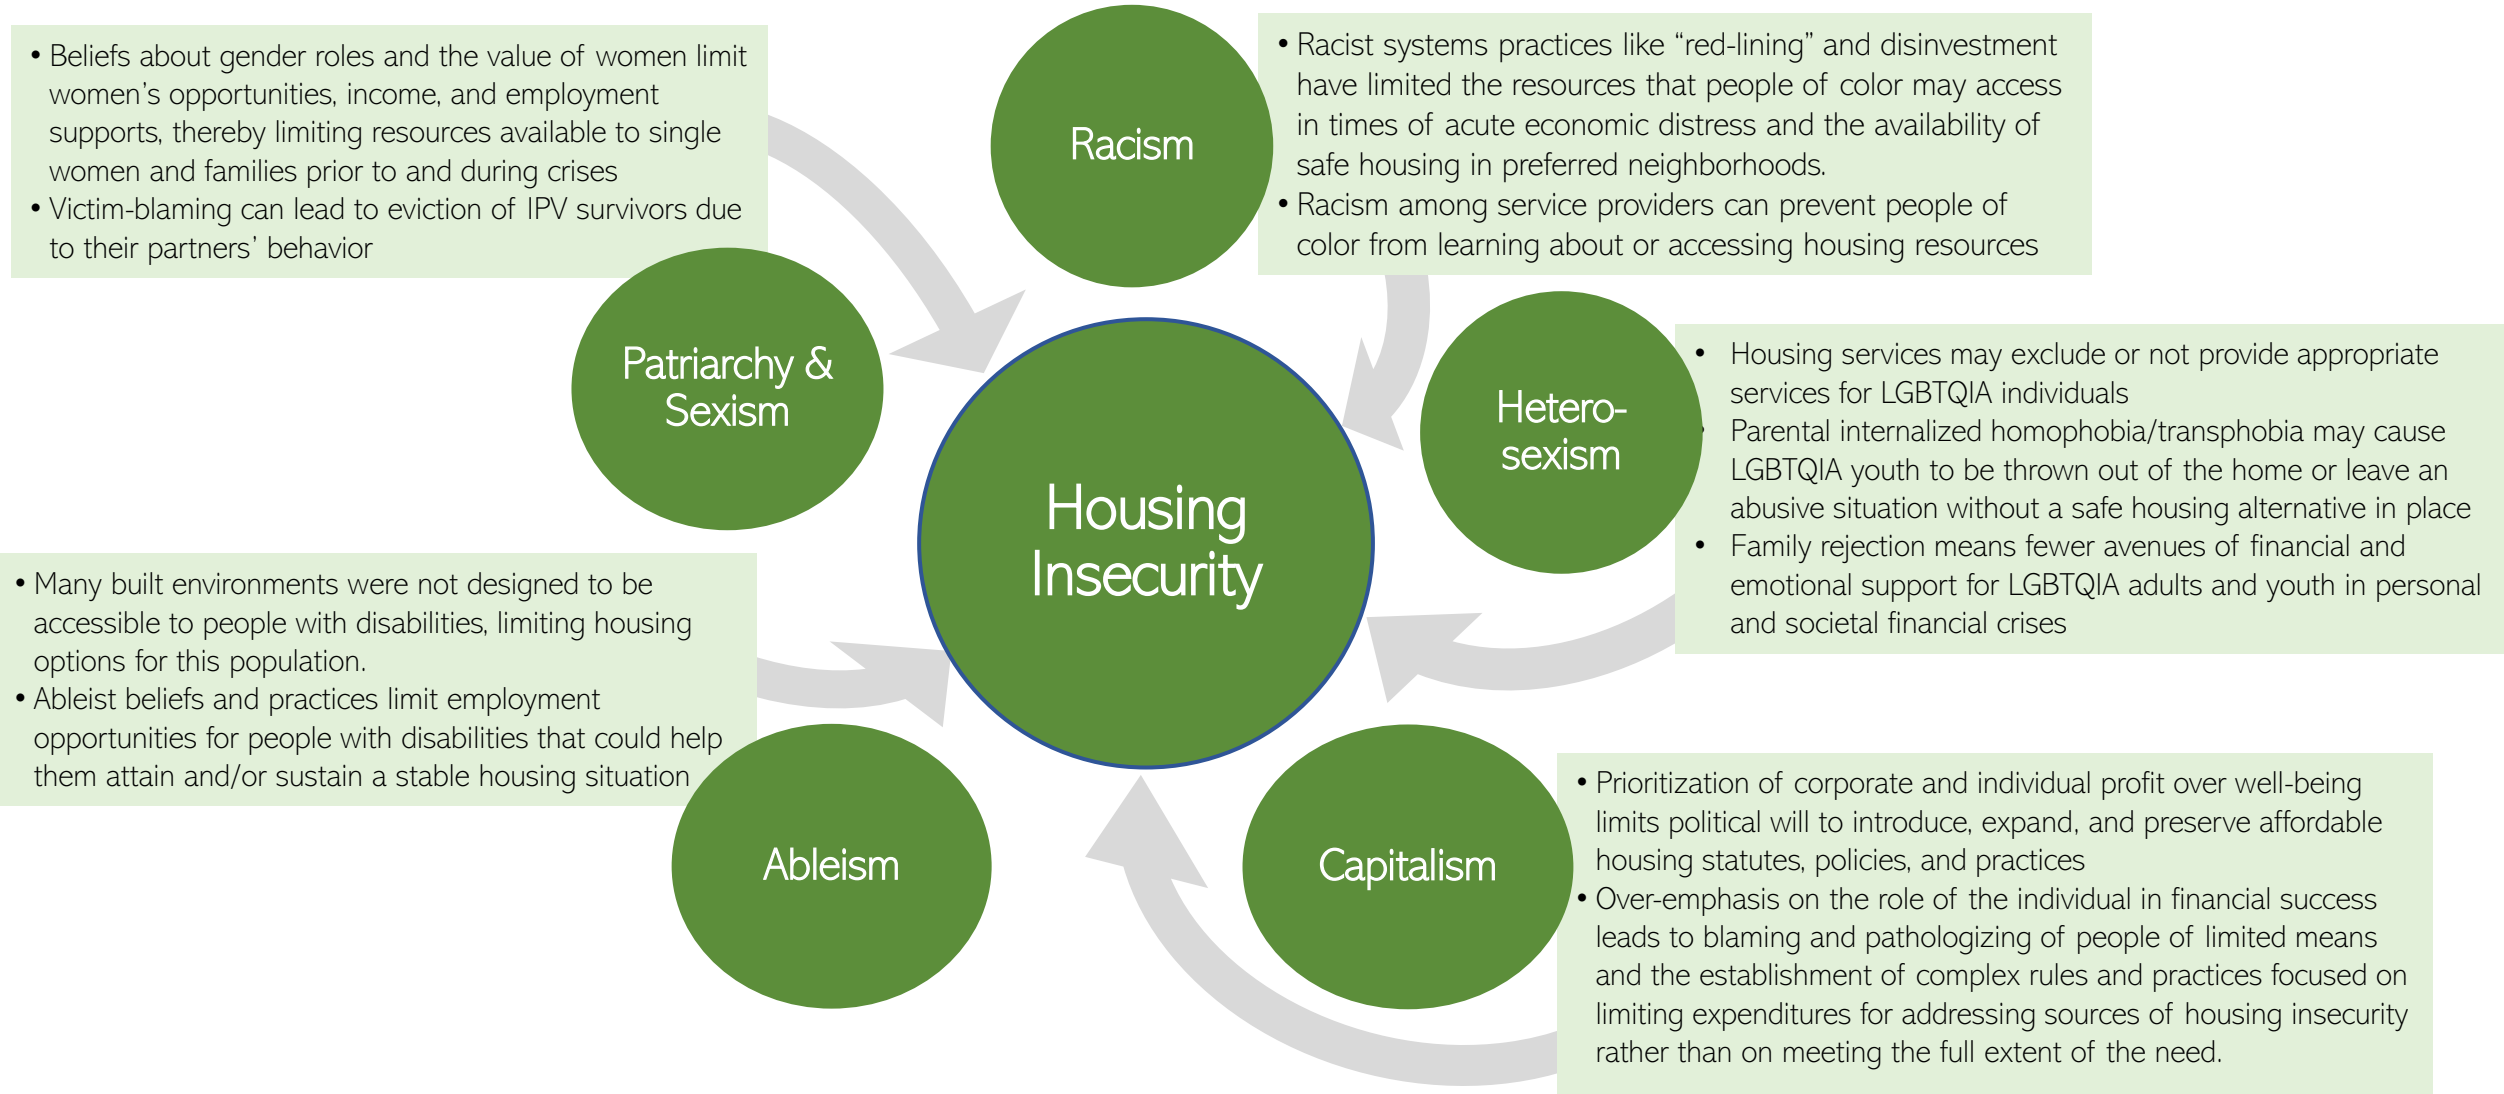 • Beliefs about gender roles and the value of women limit
women's opportunities, income, and employment
supports, thereby limiting resources available to single
women and families prior to and during crises
• Victim-blaming can lead to eviction of IPV survivors due
to their partners' behavior
Patriarchy &
Sexism
Racism
• Racist systems practices like “red-lining” and disinvestment
have limited the resources that people of color may access
in times of acute economic distress and the availability of
safe housing in preferred neighborhoods.
• Racism among service providers can prevent people of
color from learning about or accessing housing resources
Hetero-
sexism
• Housing services may exclude or not provide appropriate
services for LGBTQIA individuals
• Parental internalized homophobia/transphobia may cause
LGBTQIA youth to be thrown out of the home or leave an
abusive situation without a safe housing alternative in place
• Family rejection means fewer avenues of financial and
emotional support for LGBTQIA adults and youth in personal
and societal financial crises
Housing
Insecurity
• Many built environments were not designed to be
accessible to people with disabilities, limiting housing
options for this population.
• Ableist beliefs and practices limit employment
opportunities for people with disabilities that could help
them attain and/or sustain a stable housing situation
Ableism
Capitalism
• Prioritization of corporate and individual profit over well-being
limits political will to introduce, expand, and preserve affordable
housing statutes, policies, and practices
• Over-emphasis on the role of the individual in financial success
leads to blaming and pathologizing of people of limited means
and the establishment of complex rules and practices focused on
limiting expenditures for addressing sources of housing insecurity
rather than on meeting the full extent of the need.